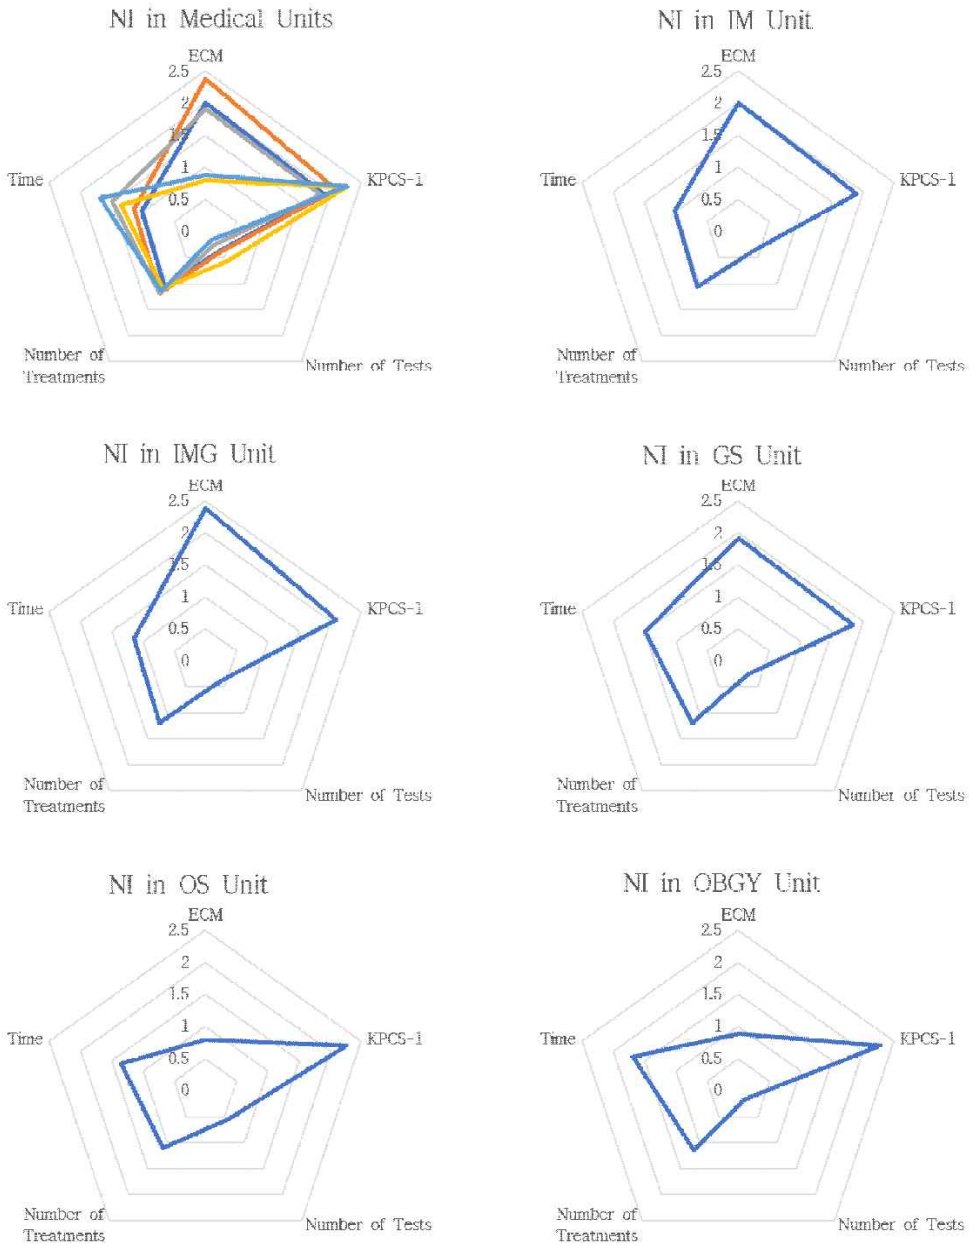 NI in Medical Units
ECM
2.5
2
1.5
1
0.5
0
Time
KPCS-1
Number of
Treatments
Number of Tests
NI in IM Unit
ECM
2.5
2
1.5
1
0.5
0
Time
KPCS-1
Number of
Treatments
Number of Tests
NI in IMG Unit
ECM
2.5
2
1.5
1
0.5
0
Time
KPCS-1
Number of
Treatments
Number of Tests
NI in GS Unit
ECM
2.5
2
1.5
1
0.5
0
Time
KPCS-1
Number of
Treatments
Number of Tests
NI in OS Unit
ECM
2.5
2
1.5
1
0.5
0
Time
KPCS-1
Number of
Treatments
Number of Tests
NI in OBGY Unit
ECM
2.5
2
1.5
1
0.5
0
Time
KPCS-1
Number of
Treatments
Number of Tests